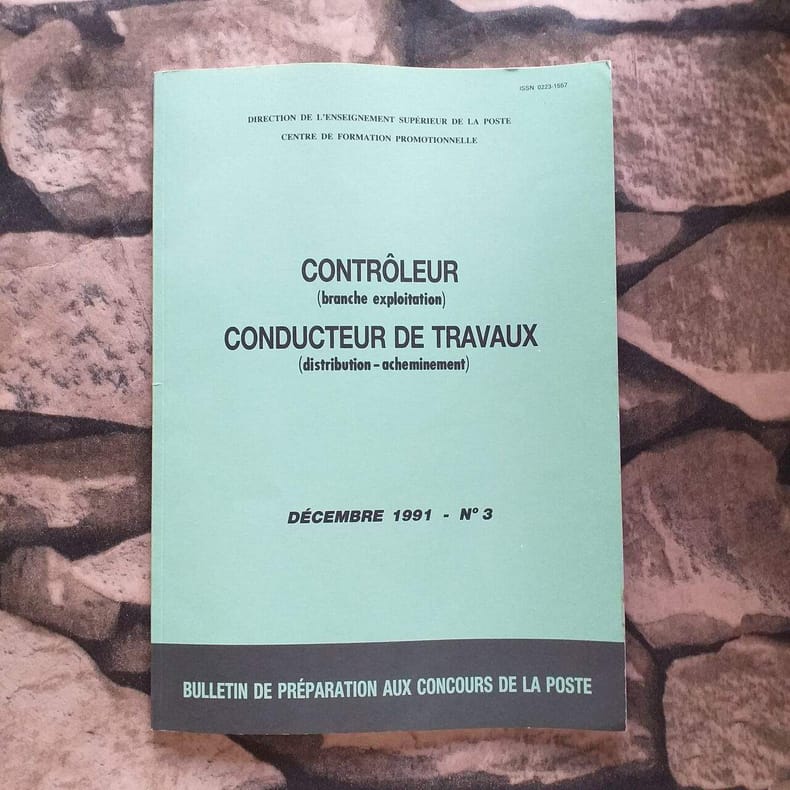 ISSN 0223-1557
DIRECTION DE L'ENSEIGNEMENT SUPÉRIEUR DE LA POSTE
CENTRE DE FORMATION PROMOTIONNELLE
CONTRÔLEUR
(branche exploitation)
CONDUCTEUR DE TRAVAUX
(distribution – acheminement)
DÉCEMBRE 1991 - N° 3
BULLETIN DE PRÉPARATION AUX CONCOURS DE LA POSTE